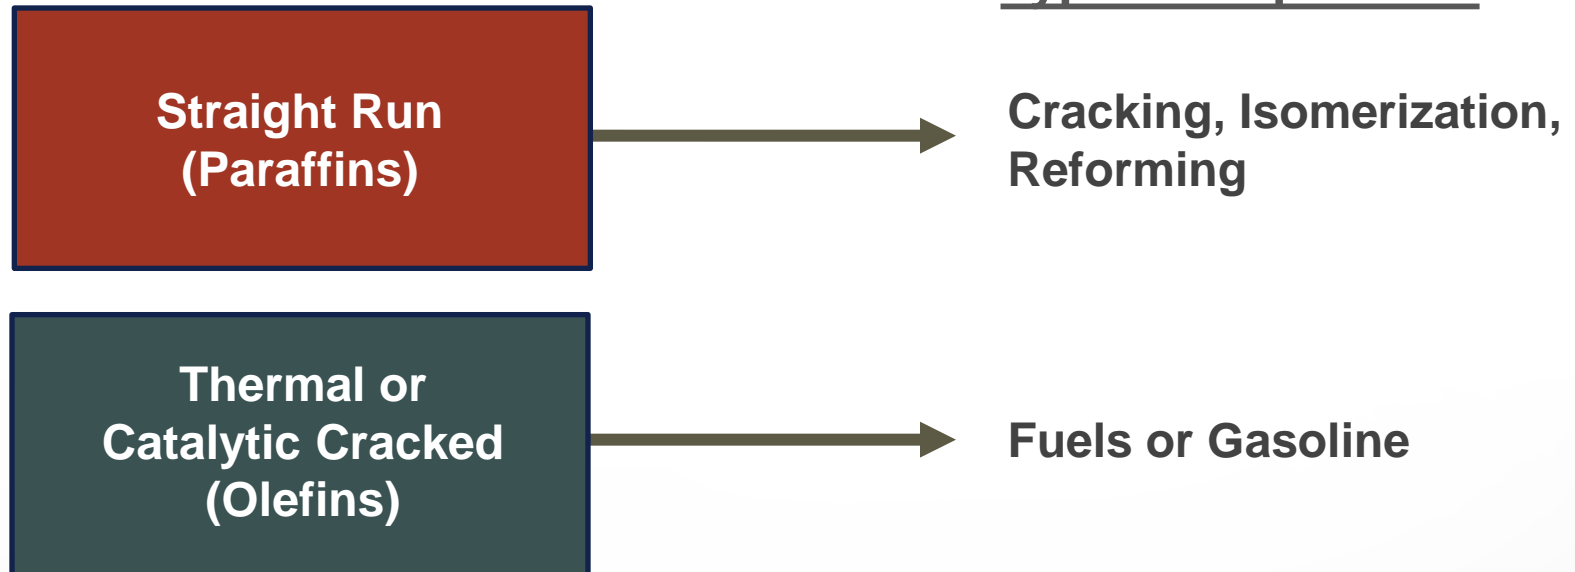 Straight Run
(Paraffins)
Cracking, Isomerization,
Reforming
Thermal or
Catalytic Cracked
(Olefins)
Fuels or Gasoline